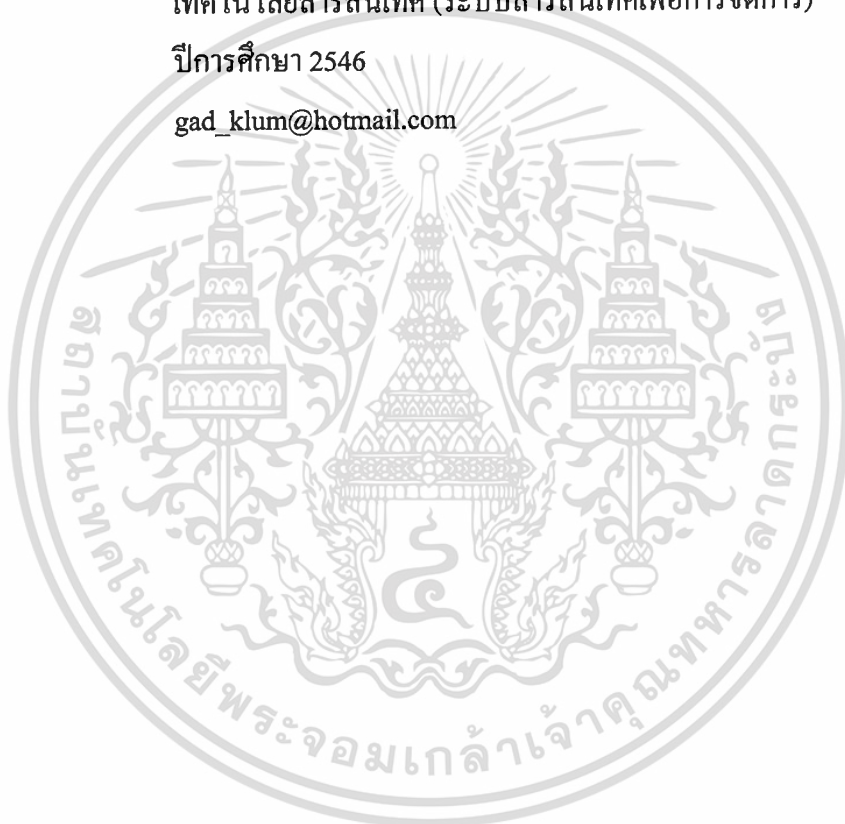 เทคโนโลยีสารสนเทศ (ระบบสารสนเทศเพื่อการจัดการ)
ปีการศึกษา 2546
gad_klum@hotmail.com
สถาบันเทคโนโลยีพระจอมเกล้าเจ้าคุณทหารลาดกระบัง
๔